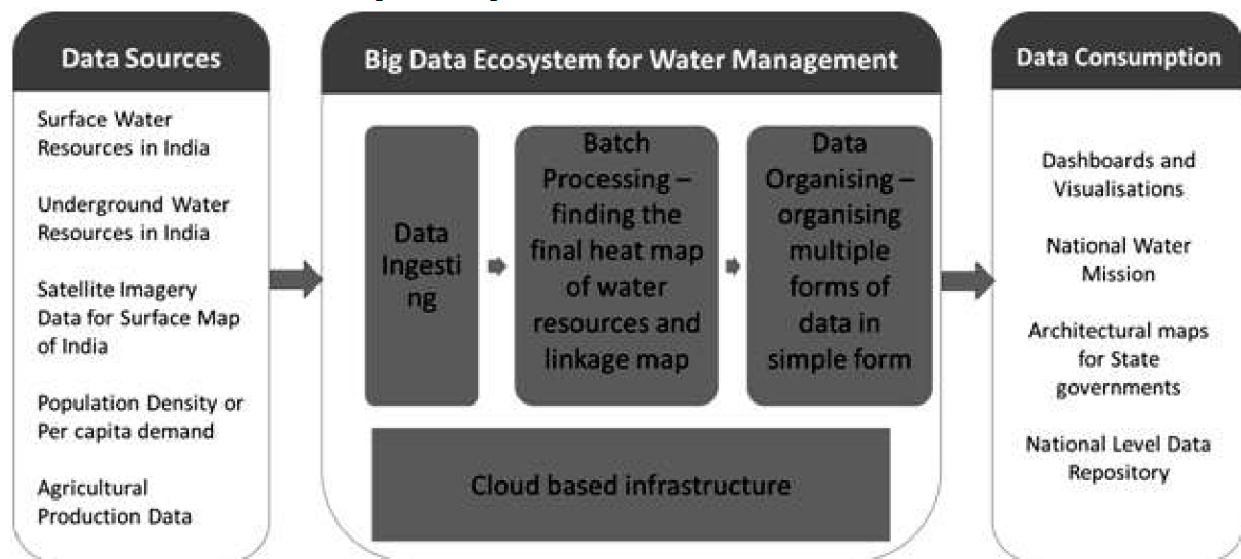 Data Sources
Surface Water
Resources in India
Underground Water
Resources in India
Satellite Imagery
Data for Surface Map
of India
Population Density or
Per capita demand
Agricultural
Production Data
Big Data Ecosystem for Water Management
Data
Ingesti
ng
Batch
Processing –
finding the
final heat map
of water
resources and
linkage map
Data
Organising –
organising
multiple
forms of
data in
simple form
Cloud based infrastructure
Data Consumption
Dashboards and
Visualisations
National Water
Mission
Architectural maps
for State
governments
National Level Data
Repository